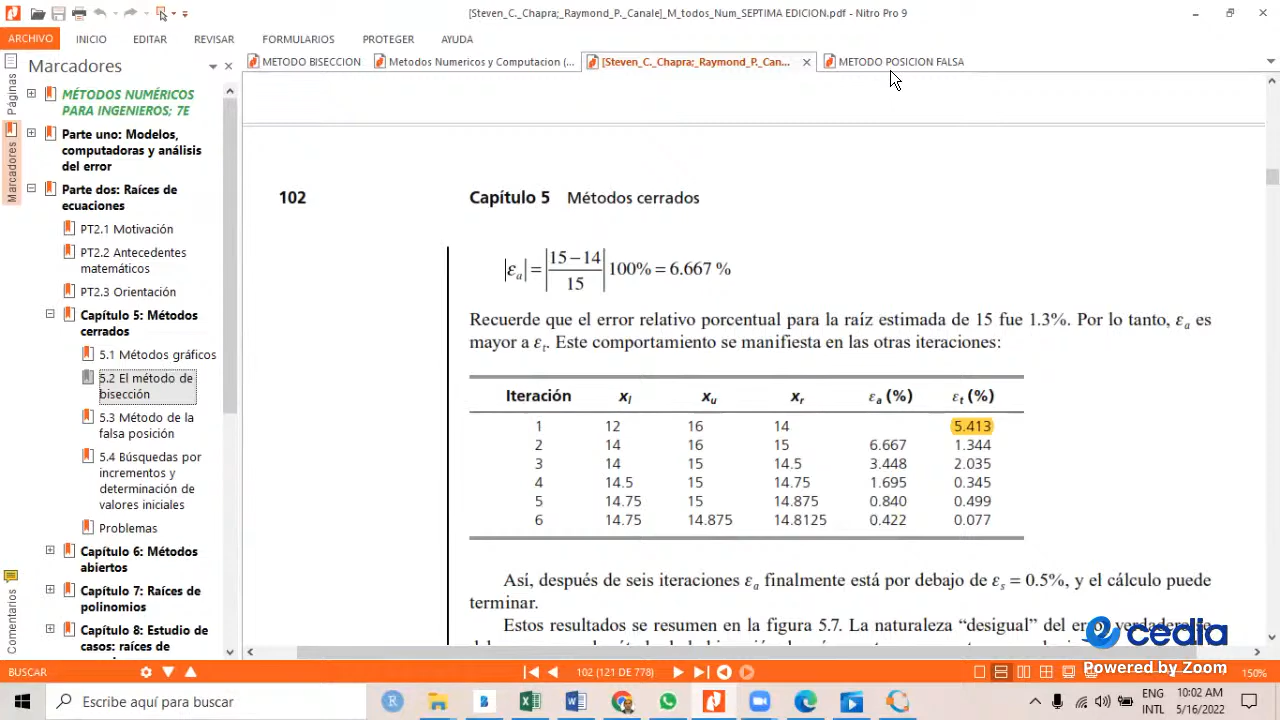 [Steven_C._Chapra;_Raymond_P._Canale]_M_todos_Num_SEPTIMA EDICION.pdf - Nitro Pro 9
ARCHIVO INICIO EDITAR REVISAR FORMULARIOS PROTEGER AYUDA
METODO BISECCION Metodos Numericos y Computacion (... [Steven_C._Chapra;_Raymond_P._Can... METODO POSICION FALSA
Páginas
Marcadores
Comentarios
Marcadores
MÉTODOS NUMÉRICOS
PARA INGENIEROS; 7E
Parte uno: Modelos,
computadoras y análisis
del error
Parte dos: Raíces de
ecuaciones
PT2.1 Motivación
PT2.2 Antecedentes
matemáticos
PT2.3 Orientación
Capítulo 5: Métodos
cerrados
5.1 Métodos gráficos
5.2 El método de
bisección
5.3 Método de la
falsa posición
5.4 Búsquedas por
incrementos y
determinación de
valores iniciales
Problemas
Capítulo 6: Métodos
abiertos
Capítulo 7: Raíces de
polinomios
Capítulo 8: Estudio de
casos: raíces de
102 Capítulo 5 Métodos cerrados
|εa| = |15 – 14 / 15| 100% = 6.667 %
Recuerde que el error relativo porcentual para la raíz estimada de 15 fue 1.3%. Por lo tanto, εa es
mayor a εt. Este comportamiento se manifiesta en las otras iteraciones:
Iteración xl xu xr εa (%) εt (%)
1 12 16 14 5.413
2 14 16 15 6.667 1.344
3 14 15 14.5 3.448 2.035
4 14.5 15 14.75 1.695 0.345
5 14.75 15 14.875 0.840 0.499
6 14.75 14.875 14.8125 0.422 0.077
Así, después de seis iteraciones εa finalmente está por debajo de εs = 0.5%, y el cálculo puede
terminar.
Estos resultados se resumen en la figura 5.7. La naturaleza “desigual” del
cedia
Powered by Zoom
BUSCAR 102 (121 DE 778) 150%
Escribe aquí para buscar
ENG
INTL
10:02 AM
5/16/2022